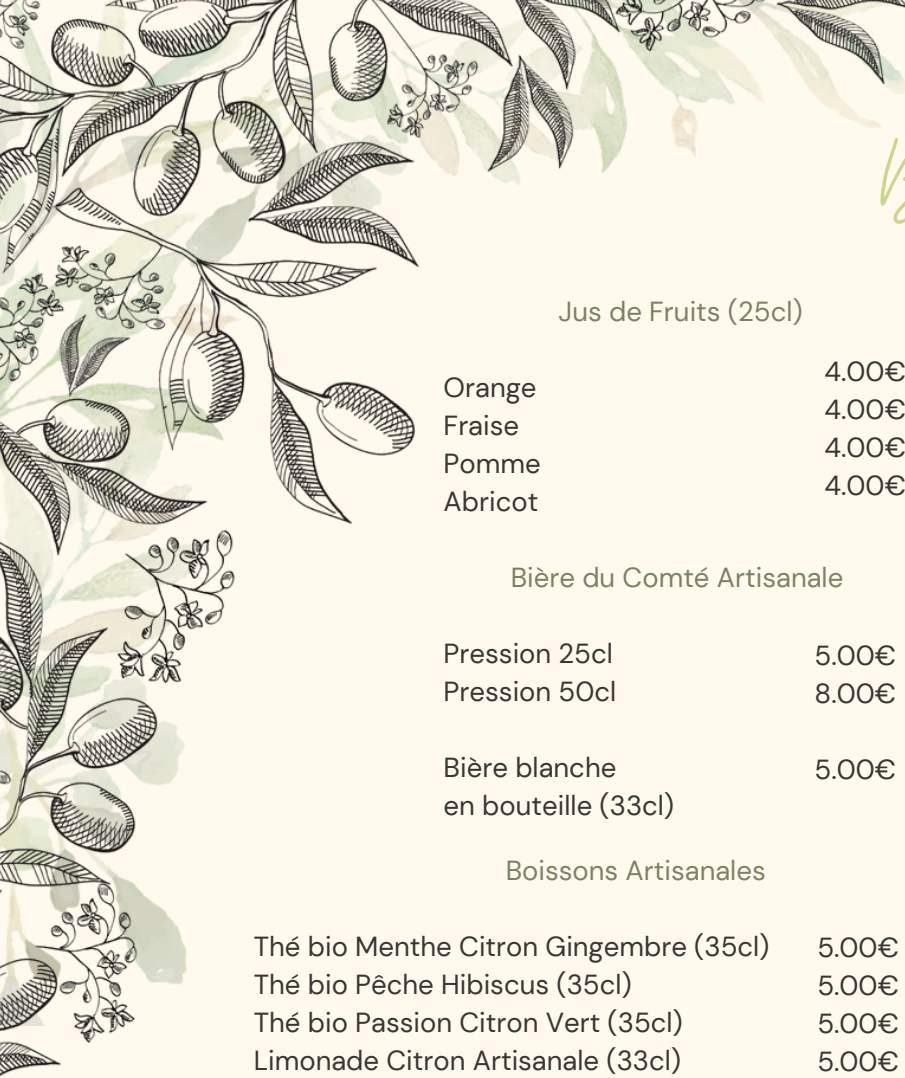 Jus de Fruits (25cl)
Orange 4.00€
Fraise 4.00€
Pomme 4.00€
Abricot 4.00€
Bière du Comté Artisanale
Pression 25cl 5.00€
Pression 50cl 8.00€
Bière blanche 5.00€
en bouteille (33cl)
Boissons Artisanales
Thé bio Menthe Citron Gingembre (35cl) 5.00€
Thé bio Pêche Hibiscus (35cl) 5.00€
Thé bio Passion Citron Vert (35cl) 5.00€
Limonade Citron Artisanale (33cl) 5.00€